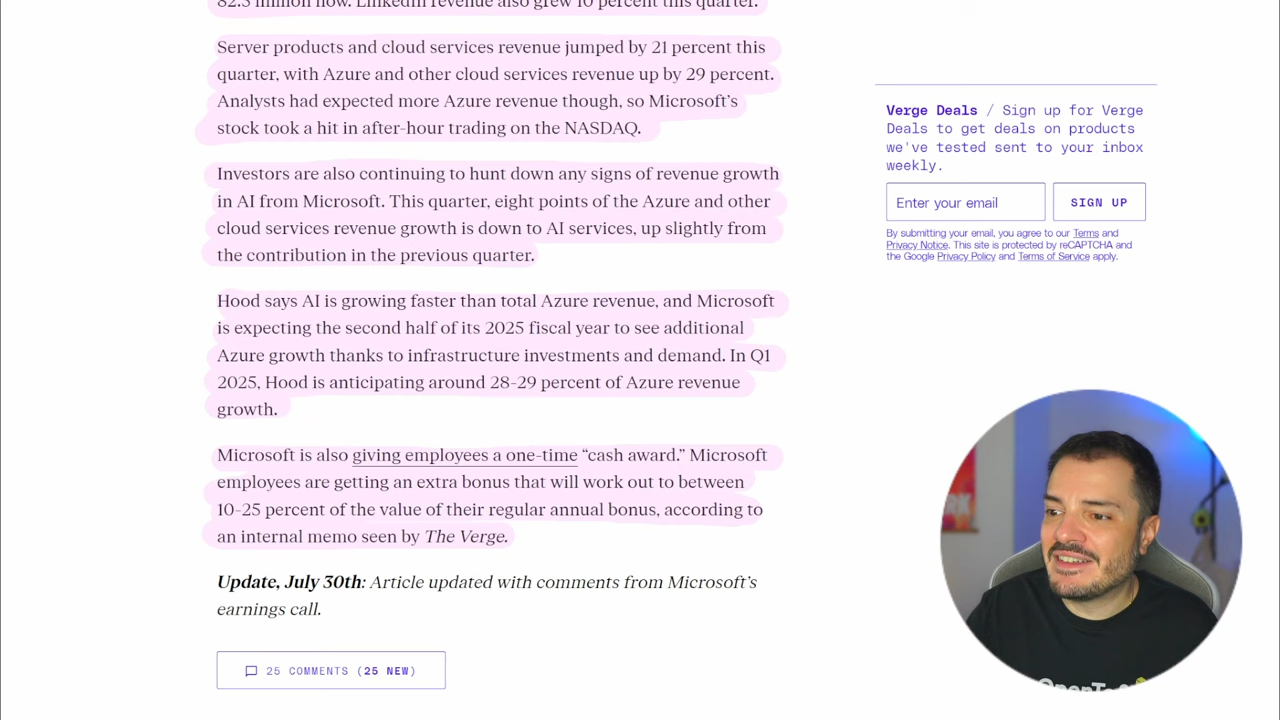 82.3 million now. LinkedIn revenue also grew 10 percent this quarter.
Server products and cloud services revenue jumped by 21 percent this
quarter, with Azure and other cloud services revenue up by 29 percent.
Analysts had expected more Azure revenue though, so Microsoft’s
stock took a hit in after-hour trading on the NASDAQ.
Investors are also continuing to hunt down any signs of revenue growth
in AI from Microsoft. This quarter, eight points of the Azure and other
cloud services revenue growth is down to AI services, up slightly from
the contribution in the previous quarter.
Hood says AI is growing faster than total Azure revenue, and Microsoft
is expecting the second half of its 2025 fiscal year to see additional
Azure growth thanks to infrastructure investments and demand. In Q1
2025, Hood is anticipating around 28-29 percent of Azure revenue
growth.
Microsoft is also giving employees a one-time “cash award.” Microsoft
employees are getting an extra bonus that will work out to between
10-25 percent of the value of their regular annual bonus, according to
an internal memo seen by The Verge.
Update, July 30th: Article updated with comments from Microsoft’s
earnings call.
25 COMMENTS (25 NEW)
Verge Deals / Sign up for Verge
Deals to get deals on products
we've tested sent to your inbox
weekly.
Enter your email
SIGN UP
By submitting your email, you agree to our Terms and
Privacy Notice. This site is protected by reCAPTCHA and
the Google Privacy Policy and Terms of Service apply.